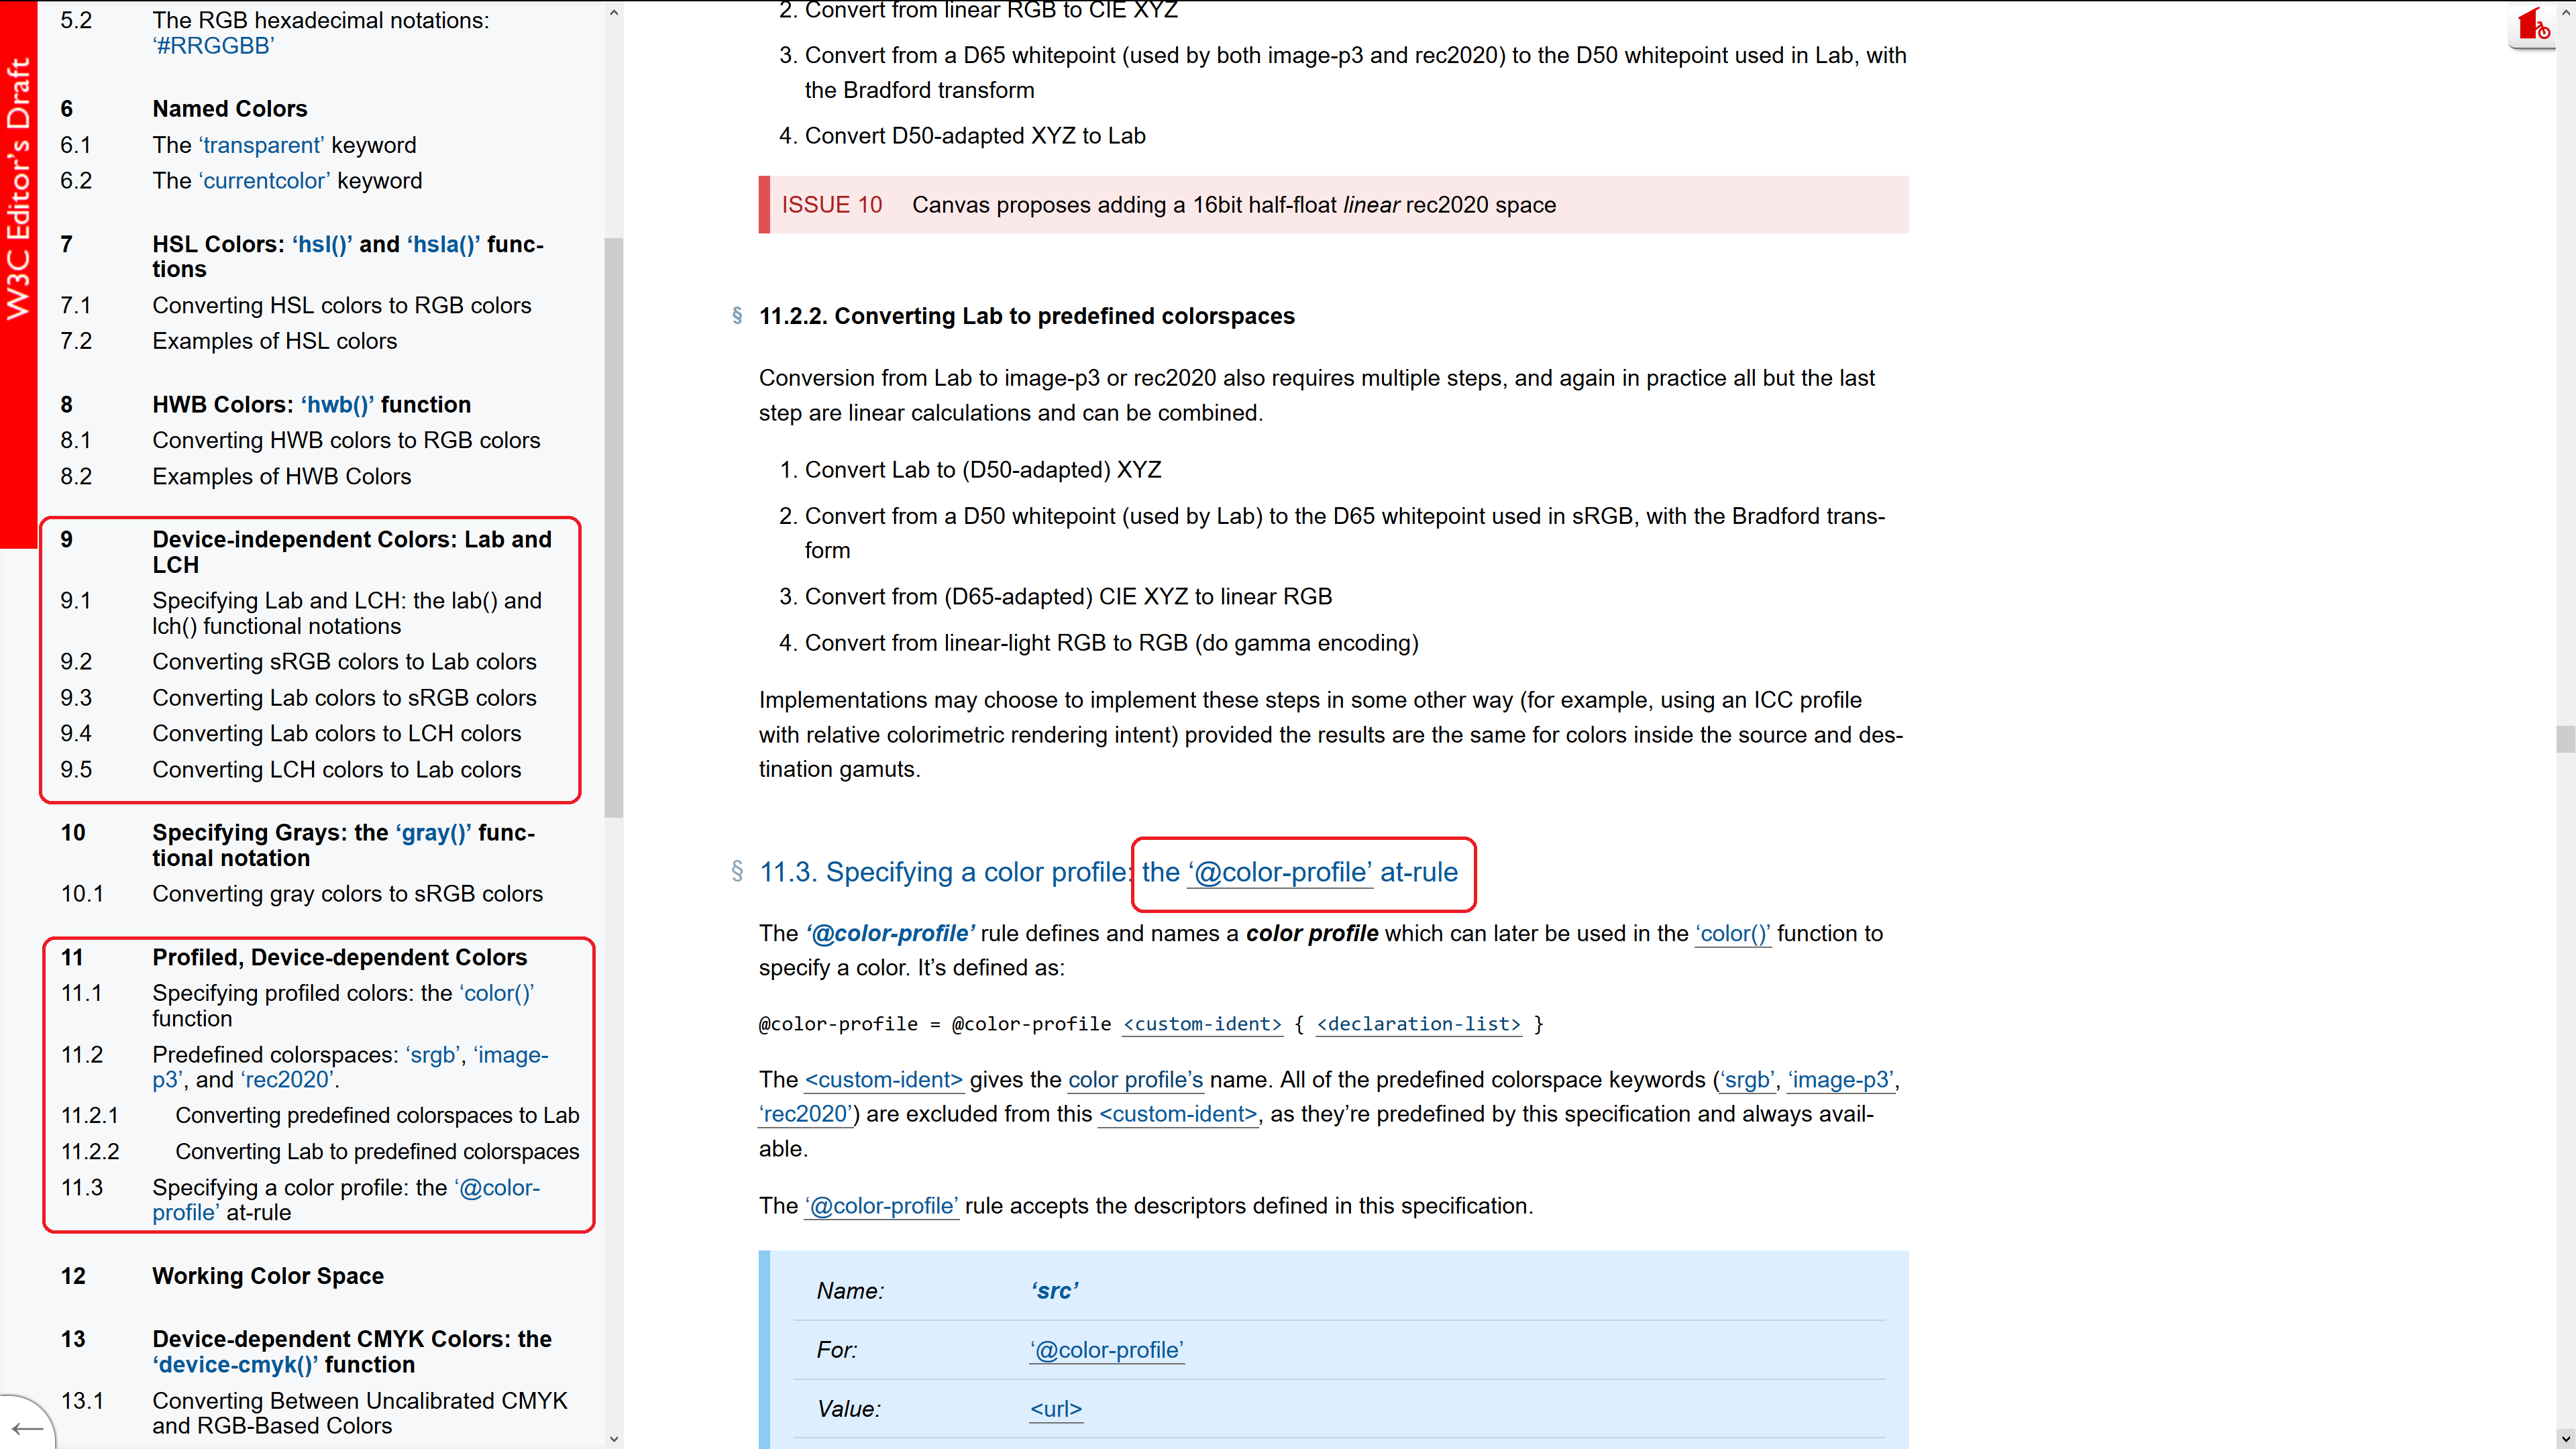 W3C Editor's Draft
5.2 The RGB hexadecimal notations:
‘#RRGGBB’
6 Named Colors
6.1 The ‘transparent’ keyword
6.2 The ‘currentcolor’ keyword
7 HSL Colors: ‘hsl()’ and ‘hsla()’ func-
tions
7.1 Converting HSL colors to RGB colors
7.2 Examples of HSL colors
8 HWB Colors: ‘hwb()’ function
8.1 Converting HWB colors to RGB colors
8.2 Examples of HWB Colors
9 Device-independent Colors: Lab and
LCH
9.1 Specifying Lab and LCH: the lab() and
lch() functional notations
9.2 Converting sRGB colors to Lab colors
9.3 Converting Lab colors to sRGB colors
9.4 Converting Lab colors to LCH colors
9.5 Converting LCH colors to Lab colors
10 Specifying Grays: the ‘gray()’ func-
tional notation
10.1 Converting gray colors to sRGB colors
11 Profiled, Device-dependent Colors
11.1 Specifying profiled colors: the ‘color()’
function
11.2 Predefined colorspaces: ‘srgb’, ‘image-
p3’, and ‘rec2020’.
11.2.1 Converting predefined colorspaces to Lab
11.2.2 Converting Lab to predefined colorspaces
11.3 Specifying a color profile: the ‘@color-
profile’ at-rule
12 Working Color Space
13 Device-dependent CMYK Colors: the
‘device-cmyk()’ function
13.1 Converting Between Uncalibrated CMYK
and RGB-Based Colors
2. Convert from linear RGB to CIE XYZ
3. Convert from a D65 whitepoint (used by both image-p3 and rec2020) to the D50 whitepoint used in Lab, with
the Bradford transform
4. Convert D50-adapted XYZ to Lab
ISSUE 10 Canvas proposes adding a 16bit half-float linear rec2020 space
§ 11.2.2. Converting Lab to predefined colorspaces
Conversion from Lab to image-p3 or rec2020 also requires multiple steps, and again in practice all but the last
step are linear calculations and can be combined.
1. Convert Lab to (D50-adapted) XYZ
2. Convert from a D50 whitepoint (used by Lab) to the D65 whitepoint used in sRGB, with the Bradford trans-
form
3. Convert from (D65-adapted) CIE XYZ to linear RGB
4. Convert from linear-light RGB to RGB (do gamma encoding)
Implementations may choose to implement these steps in some other way (for example, using an ICC profile
with relative colorimetric rendering intent) provided the results are the same for colors inside the source and des-
tination gamuts.
§ 11.3. Specifying a color profile: the ‘@color-profile’ at-rule
The ‘@color-profile’ rule defines and names a color profile which can later be used in the ‘color()’ function to
specify a color. It’s defined as:
@color-profile = @color-profile <custom-ident> { <declaration-list> }
The <custom-ident> gives the color profile’s name. All of the predefined colorspace keywords (‘srgb’, ‘image-p3’,
‘rec2020’) are excluded from this <custom-ident>, as they’re predefined by this specification and always avail-
able.
The ‘@color-profile’ rule accepts the descriptors defined in this specification.
Name: ‘src’
For: ‘@color-profile’
Value: <url>